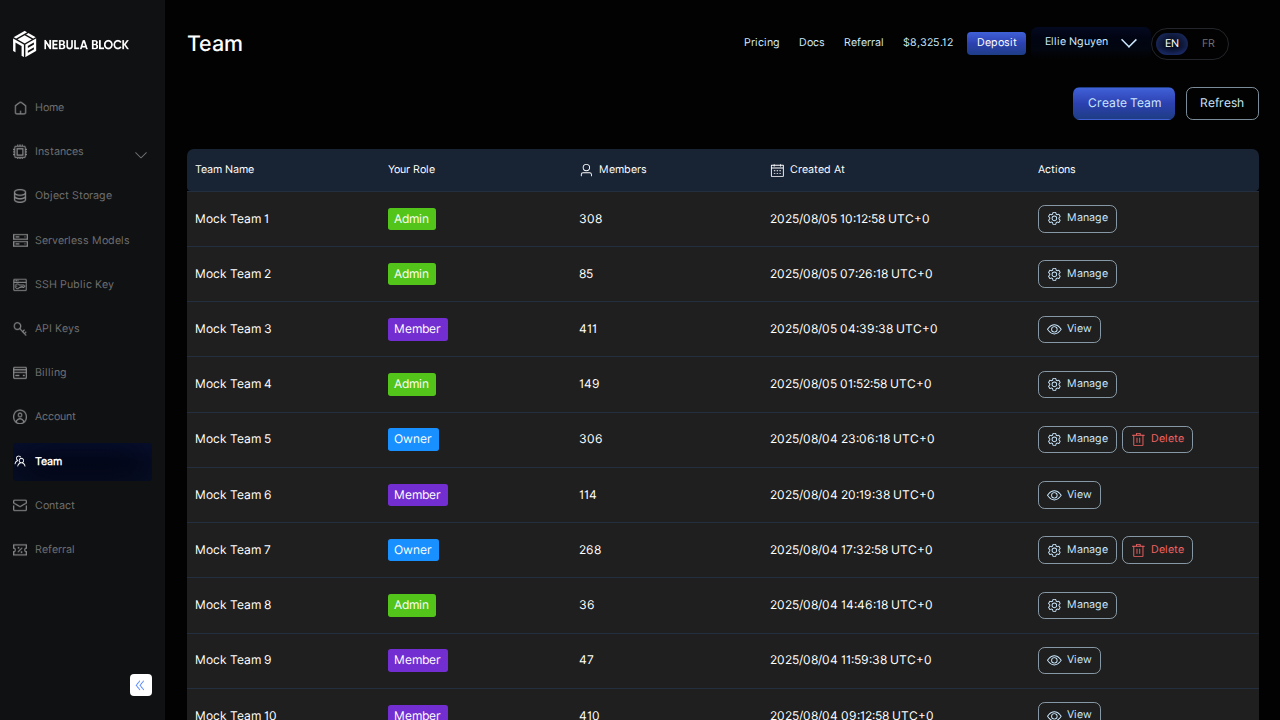 NEBULA BLOCK
Home
Instances
Object Storage
Serverless Models
SSH Public Key
API Keys
Billing
Account
Team
Contact
Referral
Team
Pricing Docs Referral $8,325.12 Deposit Ellie Nguyen EN FR
Create Team Refresh
Team Name Your Role Members Created At Actions
Mock Team 1 Admin 308 2025/08/05 10:12:58 UTC+0 Manage
Mock Team 2 Admin 85 2025/08/05 07:26:18 UTC+0 Manage
Mock Team 3 Member 411 2025/08/05 04:39:38 UTC+0 View
Mock Team 4 Admin 149 2025/08/05 01:52:58 UTC+0 Manage
Mock Team 5 Owner 306 2025/08/04 23:06:18 UTC+0 Manage Delete
Mock Team 6 Member 114 2025/08/04 20:19:38 UTC+0 View
Mock Team 7 Owner 268 2025/08/04 17:32:58 UTC+0 Manage Delete
Mock Team 8 Admin 36 2025/08/04 14:46:18 UTC+0 Manage
Mock Team 9 Member 47 2025/08/04 11:59:38 UTC+0 View
Mock Team 10 Member 410 2025/08/04 09:12:58 UTC+0 View